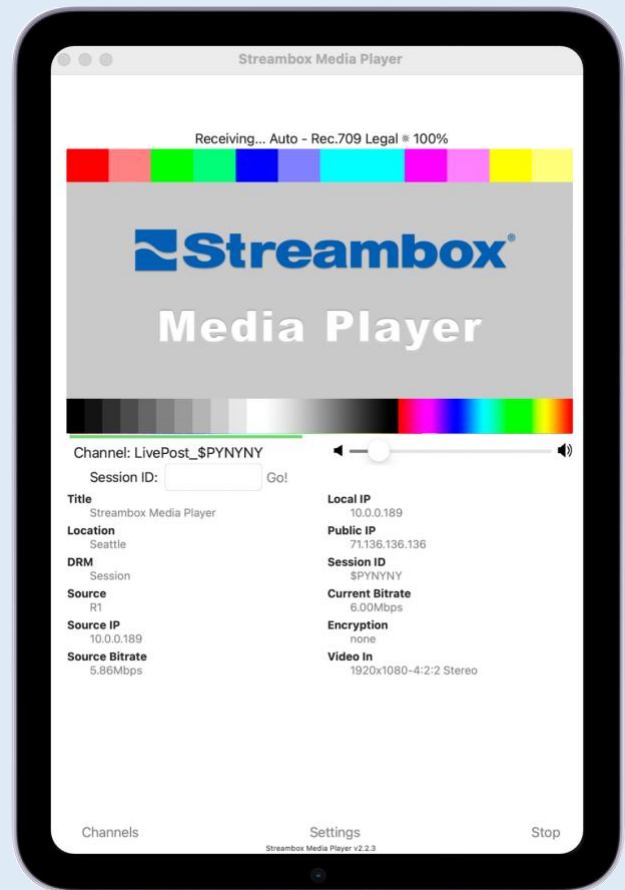 Streambox Media Player
Receiving... Auto - Rec.709 Legal 100%
Streambox®
Media Player
Channel: LivePost_$PYNYNY
Session ID: Go!
Title
Streambox Media Player
Location
Seattle
DRM
Session
Source
R1
Source IP
10.0.0.189
Source Bitrate
5.86Mbps
Local IP
10.0.0.189
Public IP
71.136.136.136
Session ID
$PYNYNY
Current Bitrate
6.00Mbps
Encryption
none
Video In
1920x1080-4:2:2 Stereo
Channels Settings Stop
Streambox Media Player v2.2.3